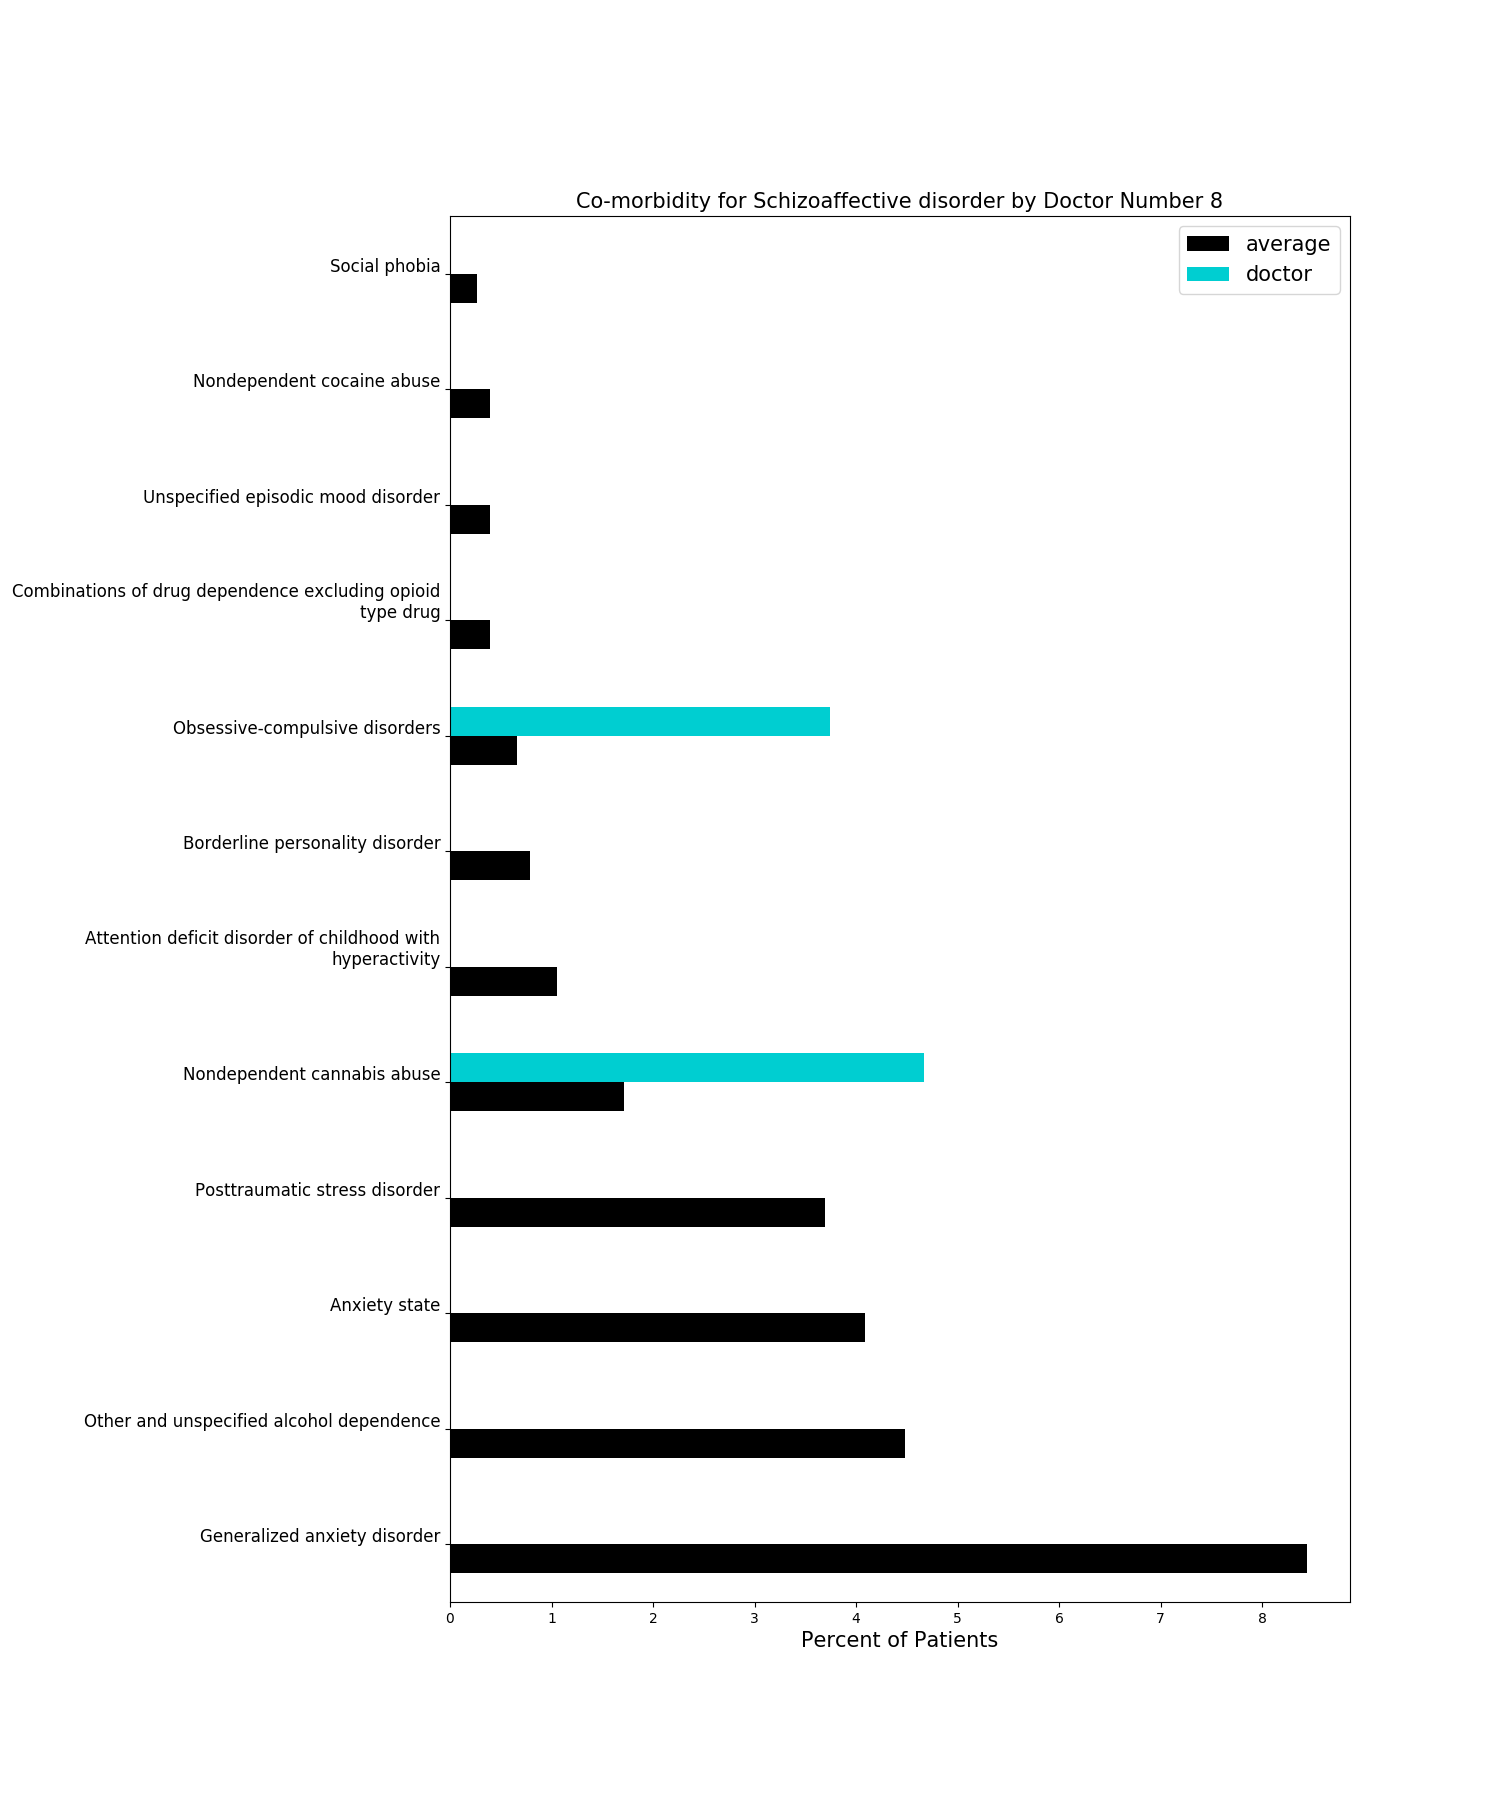 Co-morbidity for Schizoaffective disorder by Doctor Number 8
average
doctor
Social phobia
Nondependent cocaine abuse
Unspecified episodic mood disorder
Combinations of drug dependence excluding opioid
type drug
Obsessive-compulsive disorders
Borderline personality disorder
Attention deficit disorder of childhood with
hyperactivity
Nondependent cannabis abuse
Posttraumatic stress disorder
Anxiety state
Other and unspecified alcohol dependence
Generalized anxiety disorder
0 1 2 3 4 5 6 7 8
Percent of Patients